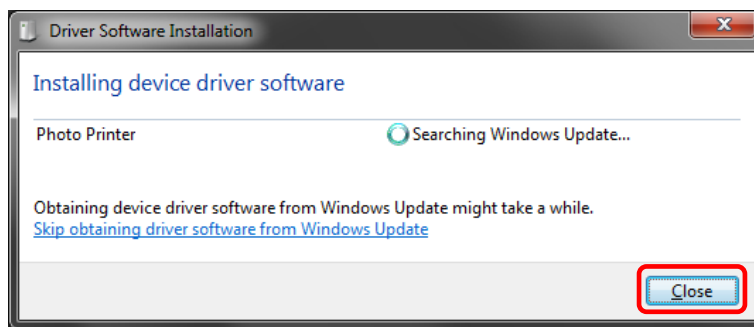 Driver Software Installation
Installing device driver software
Photo Printer Searching Windows Update...
Obtaining device driver software from Windows Update might take a while.
Skip obtaining driver software from Windows Update
Close